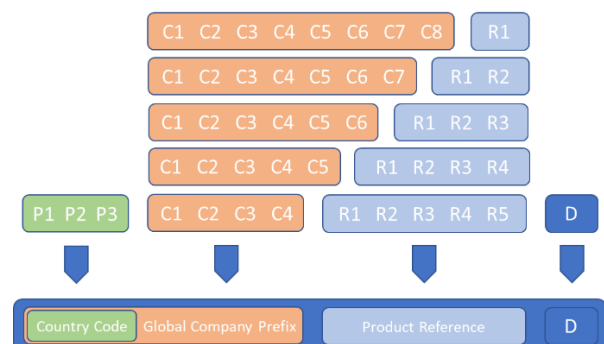 C1 C2 C3 C4 C5 C6 C7 C8 R1
C1 C2 C3 C4 C5 C6 C7 R1 R2
C1 C2 C3 C4 C5 C6 R1 R2 R3
C1 C2 C3 C4 C5 R1 R2 R3 R4
P1 P2 P3 C1 C2 C3 C4 R1 R2 R3 R4 R5 D
Country Code Global Company Prefix Product Reference D